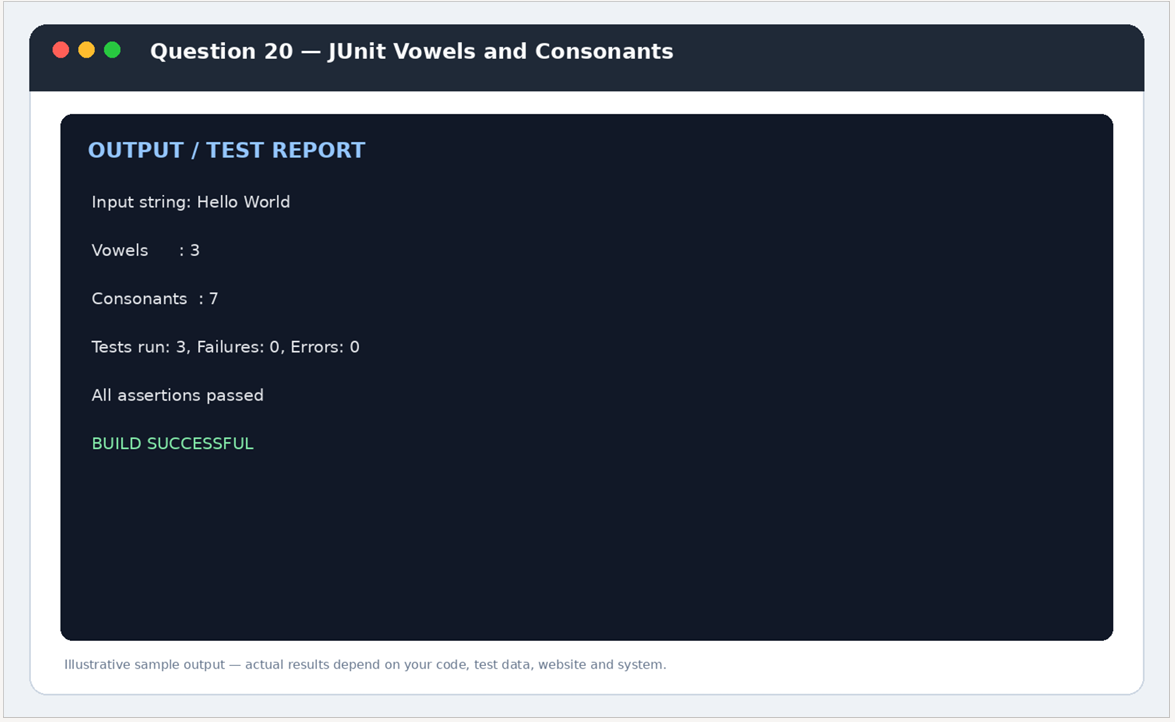 Question 20 — JUnit Vowels and Consonants
OUTPUT / TEST REPORT
Input string: Hello World
Vowels      : 3
Consonants  : 7
Tests run: 3, Failures: 0, Errors: 0
All assertions passed
BUILD SUCCESSFUL
Illustrative sample output — actual results depend on your code, test data, website and system.